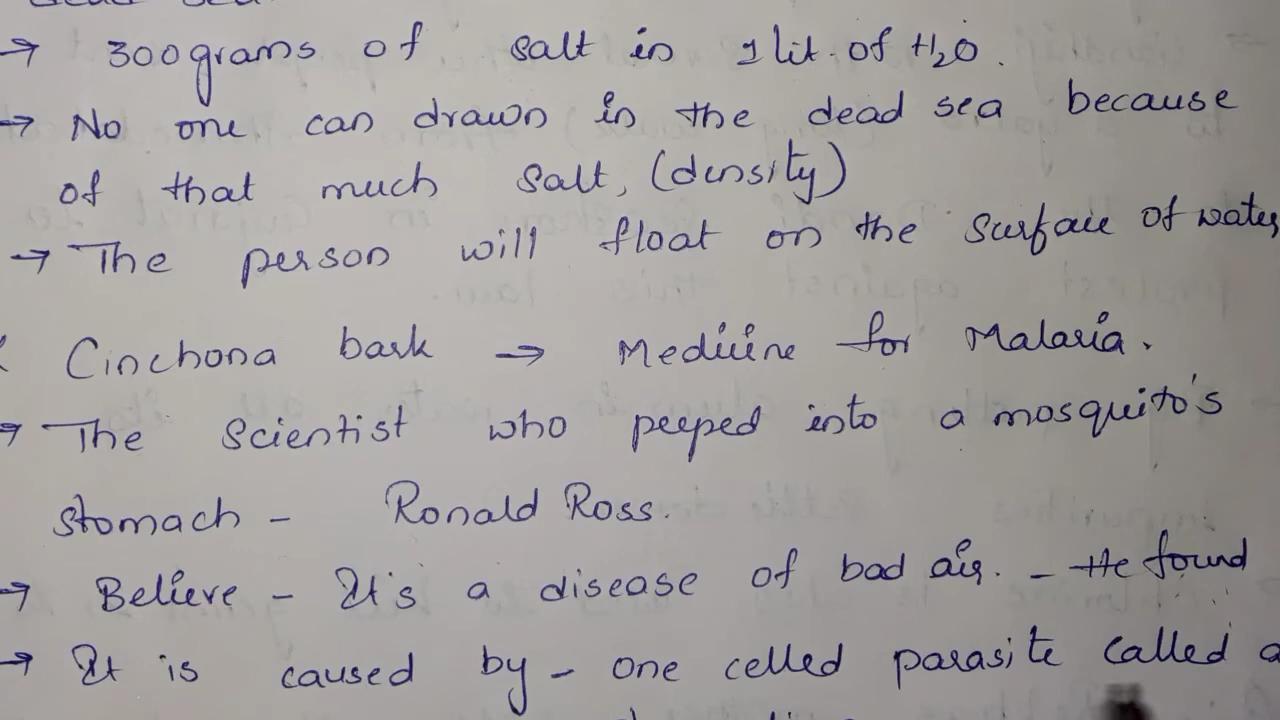 → 300grams of salt in 1 lit. of H₂O.
→ No one can drawn in the dead sea because
of that much salt, (density)
→ The person will float on the surface of water
Cinchona bark → Medicine for Malaria.
→ The scientist who peeped into a mosquito's
stomach - Ronald Ross.
→ Believe - It's a disease of bad air. - He found
→ It is caused by - one celled parasite called a